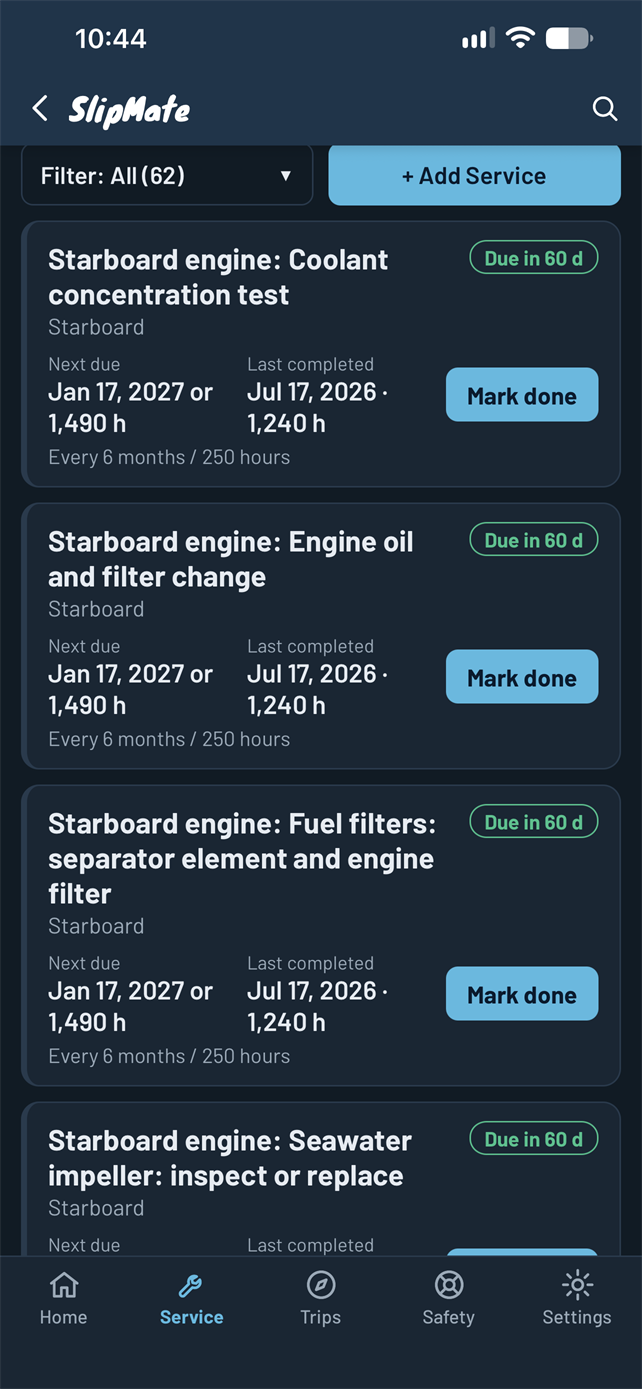 10:44
SlipMate
Filter: All (62) ▼
+ Add Service
Starboard engine: Coolant
concentration test
Due in 60 d
Starboard
Next due
Last completed
Jan 17, 2027 or
1,490 h
Jul 17, 2026 ·
1,240 h
Mark done
Every 6 months / 250 hours
Starboard engine: Engine oil
and filter change
Due in 60 d
Starboard
Next due
Last completed
Jan 17, 2027 or
1,490 h
Jul 17, 2026 ·
1,240 h
Mark done
Every 6 months / 250 hours
Starboard engine: Fuel filters:
separator element and engine
filter
Due in 60 d
Starboard
Next due
Last completed
Jan 17, 2027 or
1,490 h
Jul 17, 2026 ·
1,240 h
Mark done
Every 6 months / 250 hours
Starboard engine: Seawater
impeller: inspect or replace
Due in 60 d
Starboard
Next due
Last completed
Home
Service
Trips
Safety
Settings